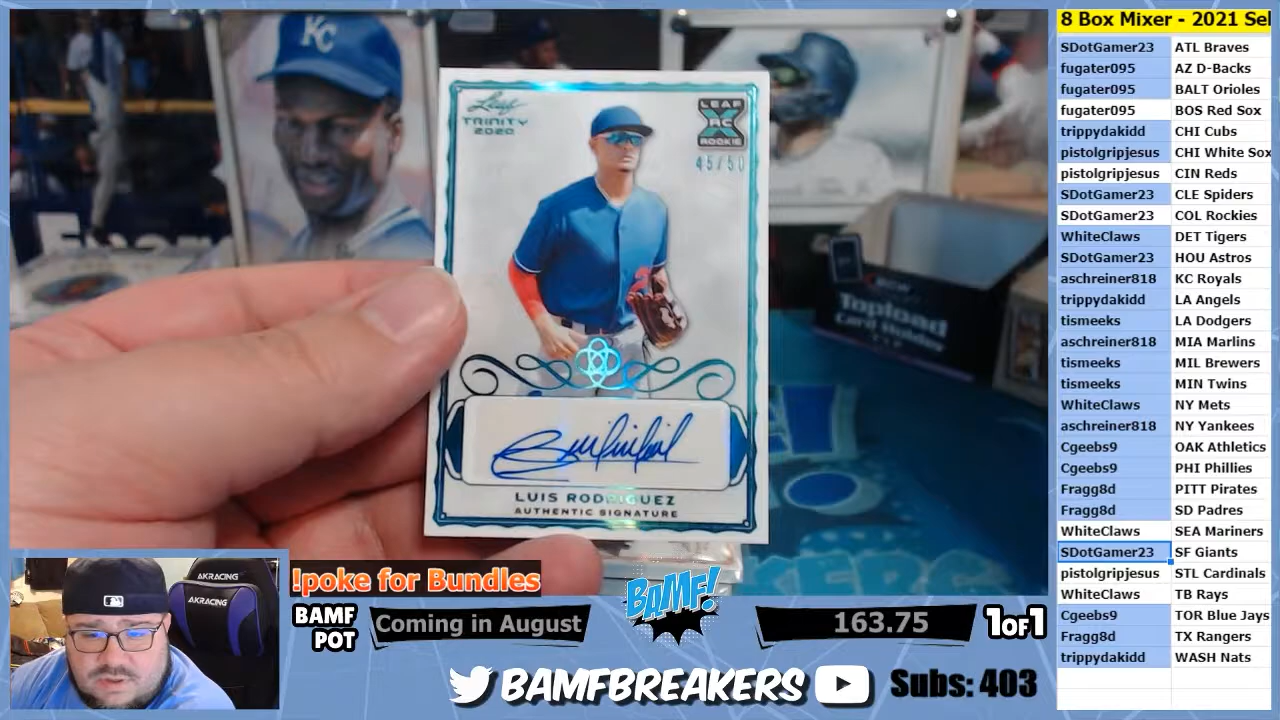 KC
Leaf
TRINITY
2020
LEAF
X
RC
ROOKIE
45/50
Topload
Card Holders
LUIS RODRIGUEZ
AUTHENTIC SIGNATURE
AKRACING
AKRACING
!poke for Bundles
BAMF
POT
Coming in August
BAMF!
163.75
1OF1
BAMFBREAKERS
Subs: 403
8 Box Mixer - 2021 Sel
SDotGamer23 ATL Braves
fugater095 AZ D-Backs
fugater095 BALT Orioles
fugater095 BOS Red Sox
trippydakidd CHI Cubs
pistolgripjesus CHI White Sox
pistolgripjesus CIN Reds
SDotGamer23 CLE Spiders
SDotGamer23 COL Rockies
WhiteClaws DET Tigers
SDotGamer23 HOU Astros
aschreiner818 KC Royals
trippydakidd LA Angels
tismeeks LA Dodgers
aschreiner818 MIA Marlins
tismeeks MIL Brewers
tismeeks MIN Twins
WhiteClaws NY Mets
aschreiner818 NY Yankees
Cgeebs9 OAK Athletics
Cgeebs9 PHI Phillies
Fragg8d PITT Pirates
Fragg8d SD Padres
WhiteClaws SEA Mariners
SDotGamer23 SF Giants
pistolgripjesus STL Cardinals
WhiteClaws TB Rays
Cgeebs9 TOR Blue Jays
Fragg8d TX Rangers
trippydakidd WASH Nats